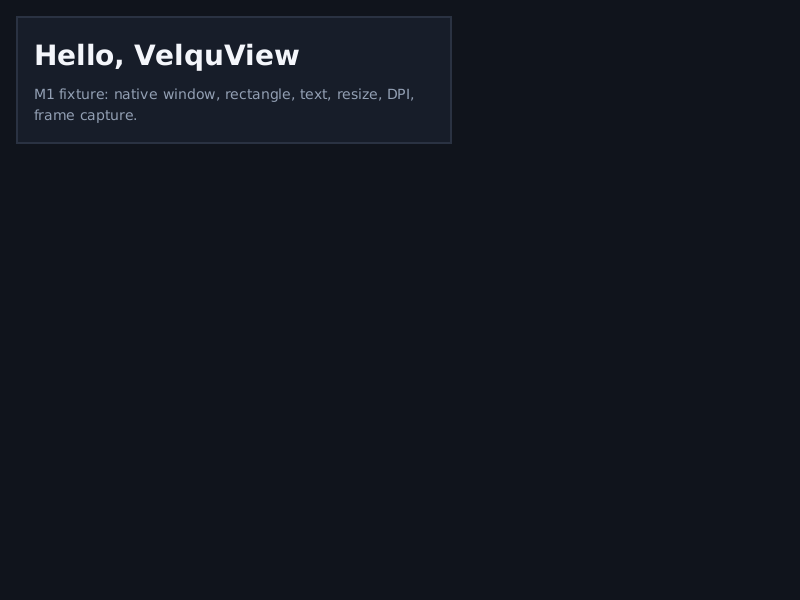 Hello, VelquView
M1 fixture: native window, rectangle, text, resize, DPI,
frame capture.